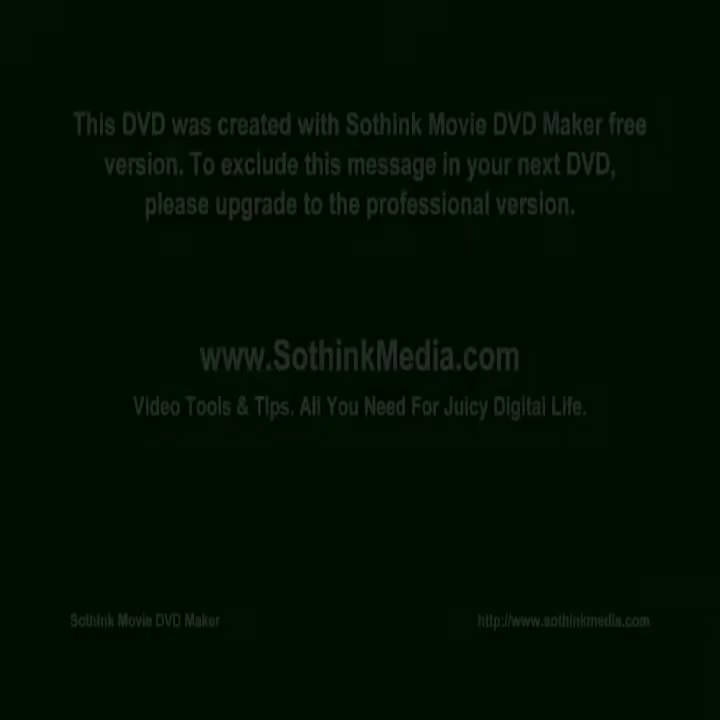 This DVD was created with Sothink Movie DVD Maker free
version. To exclude this message in your next DVD,
please upgrade to the professional version.
www.SothinkMedia.com
Video Tools & Tips. All You Need For Juicy Digital Life.
Sothink Movie DVD Maker
http://www.sothinkmedia.com